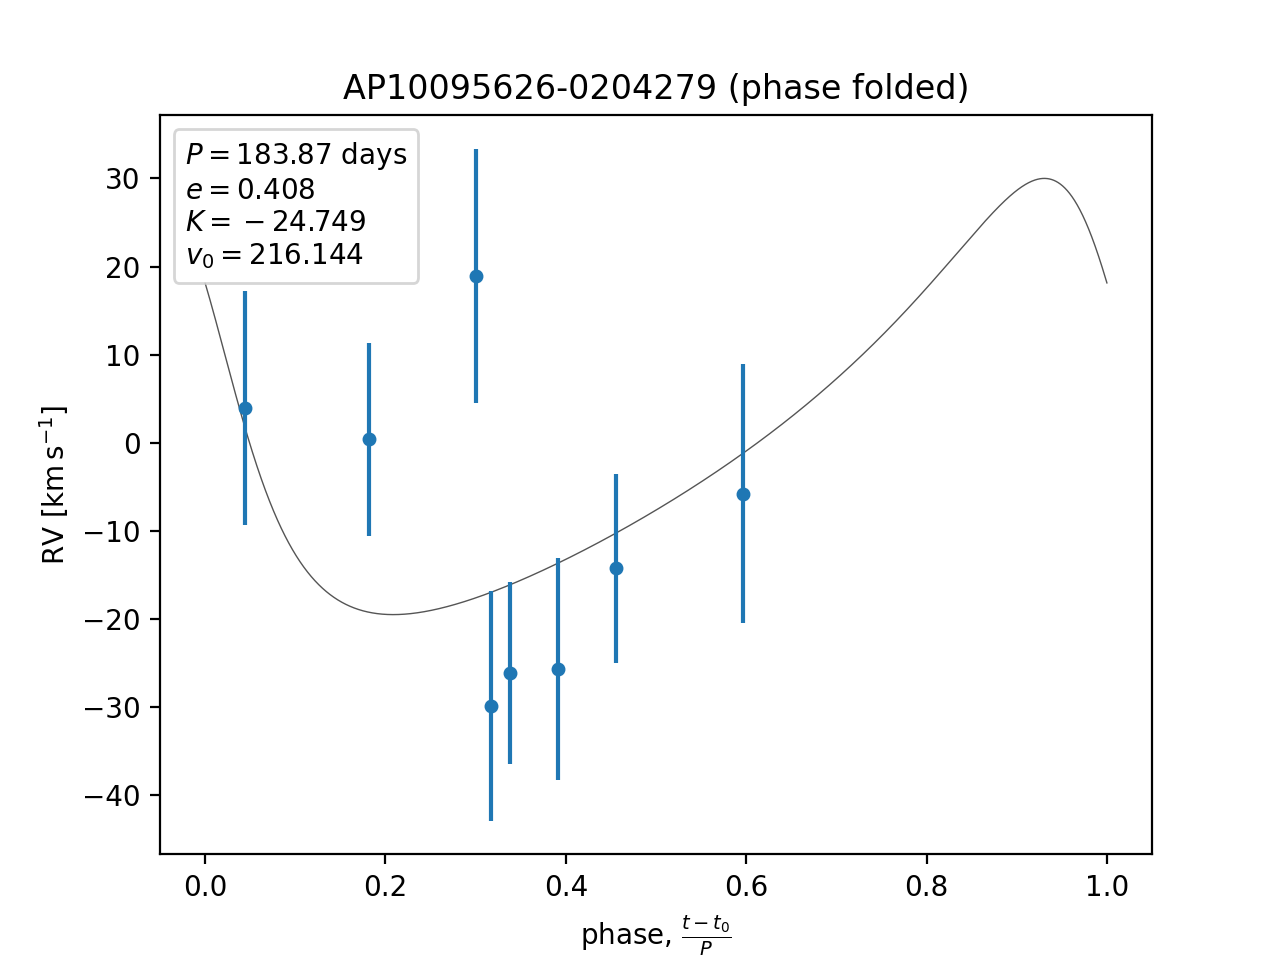 AP10095626-0204279 (phase folded)
P = 183.87 days
e = 0.408
K = −24.749
v₀ = 216.144
30
20
10
0
−10
−20
−30
−40
RV [km s⁻¹]
0.0 0.2 0.4 0.6 0.8 1.0
phase, (t − t₀)/P